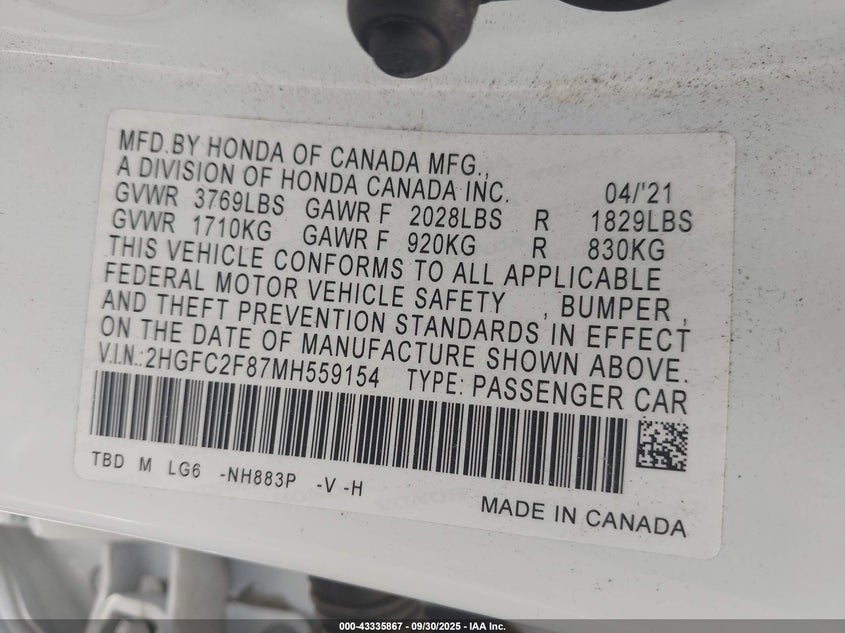 MFD.BY HONDA OF CANADA MFG.,
A DIVISION OF HONDA CANADA INC. 04/'21
GVWR 3769LBS GAWR F 2028LBS R 1829LBS
GVWR 1710KG GAWR F 920KG R 830KG
THIS VEHICLE CONFORMS TO ALL APPLICABLE
FEDERAL MOTOR VEHICLE SAFETY , BUMPER ,
AND THEFT PREVENTION STANDARDS IN EFFECT
ON THE DATE OF MANUFACTURE SHOWN ABOVE.
V.I.N.:2HGFC2F87MH559154 TYPE: PASSENGER CAR
TBD M LG6 -NH883P -V -H
MADE IN CANADA
000-43335867 - 09/30/2025 - IAA Inc.